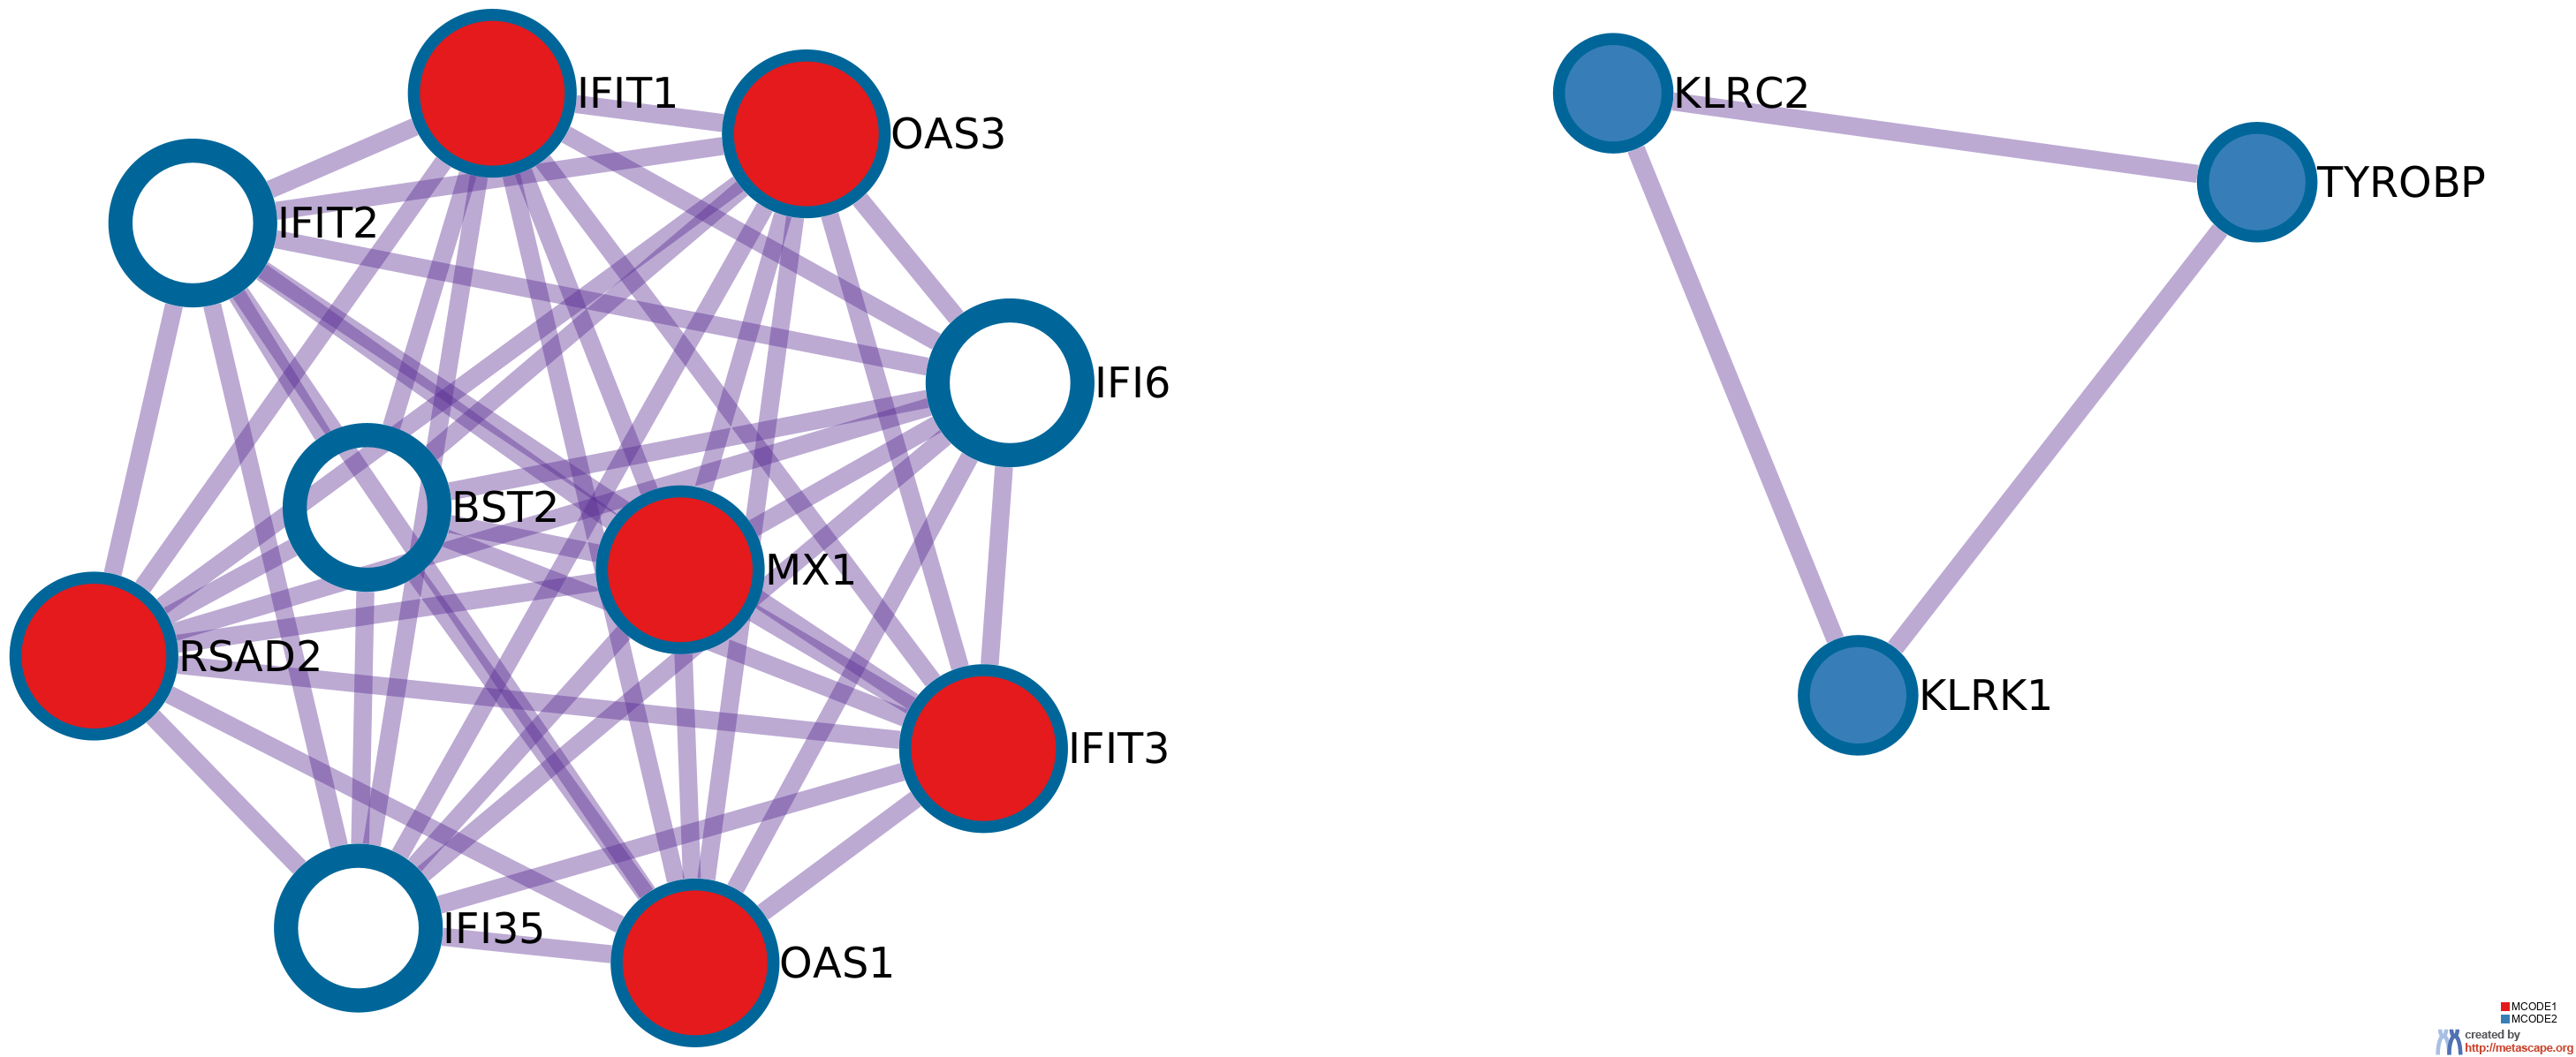 IFIT1
OAS3
IFIT2
IFI6
BST2
MX1
RSAD2
IFIT3
IFI35
OAS1
KLRC2
TYROBP
KLRK1
MCODE1
MCODE2
created by
http://metascape.org